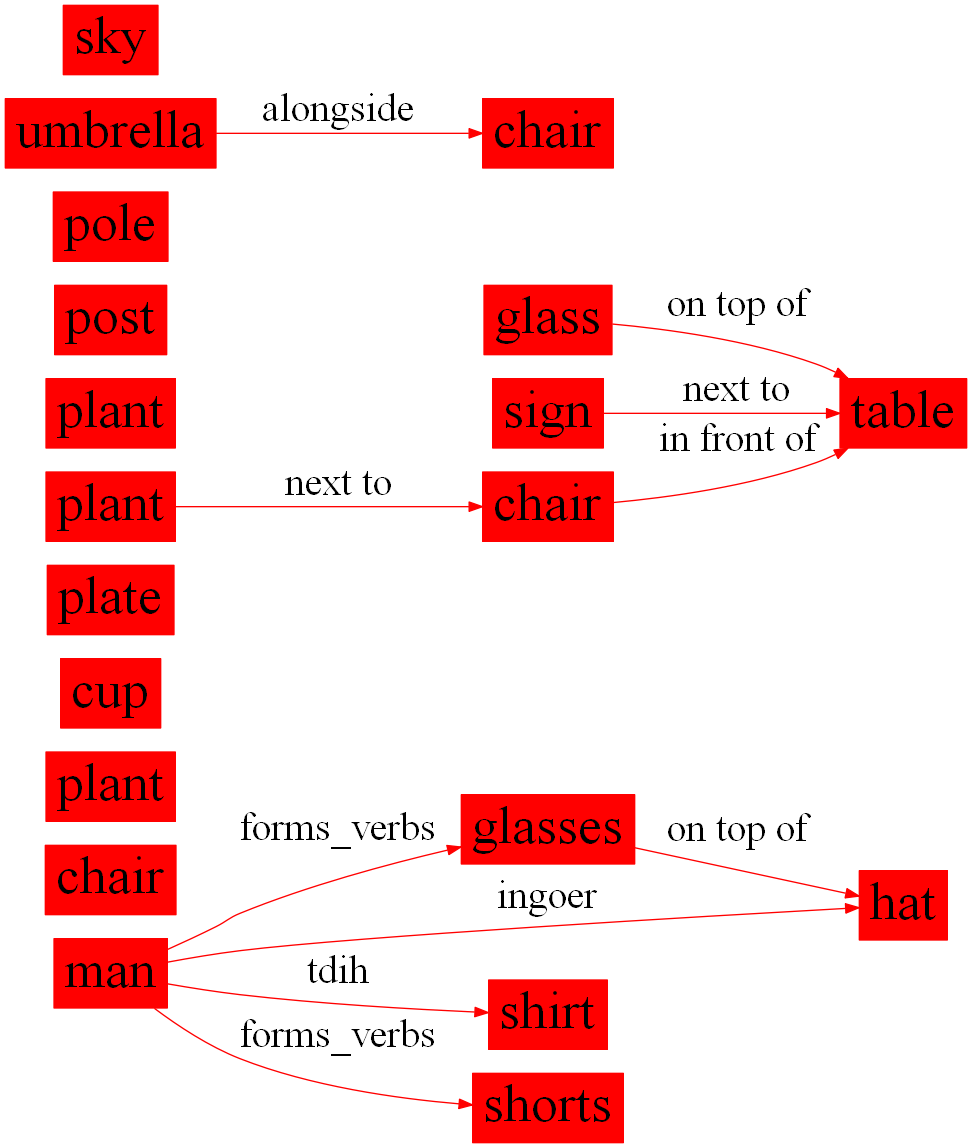 sky
umbrella
alongside
chair
pole
post
glass
on top of
plant
sign
next to
table
in front of
plant
next to
chair
plate
cup
plant
forms_verbs
glasses
on top of
chair
ingoer
hat
man
tdih
shirt
forms_verbs
shorts